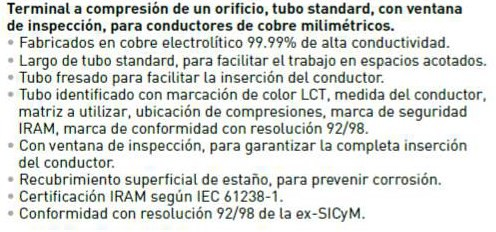 Terminal a compresión de un orificio, tubo standard, con ventana
de inspección, para conductores de cobre milimétricos.
• Fabricados en cobre electrolítico 99.99% de alta conductividad.
• Largo de tubo standard, para facilitar el trabajo en espacios acotados.
• Tubo fresado para facilitar la inserción del conductor.
• Tubo identificado con marcación de color LCT, medida del conductor,
matriz a utilizar, ubicación de compresiones, marca de seguridad
IRAM, marca de conformidad con resolución 92/98.
• Con ventana de inspección, para garantizar la completa inserción
del conductor.
• Recubrimiento superficial de estaño, para prevenir corrosión.
• Certificación IRAM según IEC 61238-1.
• Conformidad con resolución 92/98 de la ex-SICyM.